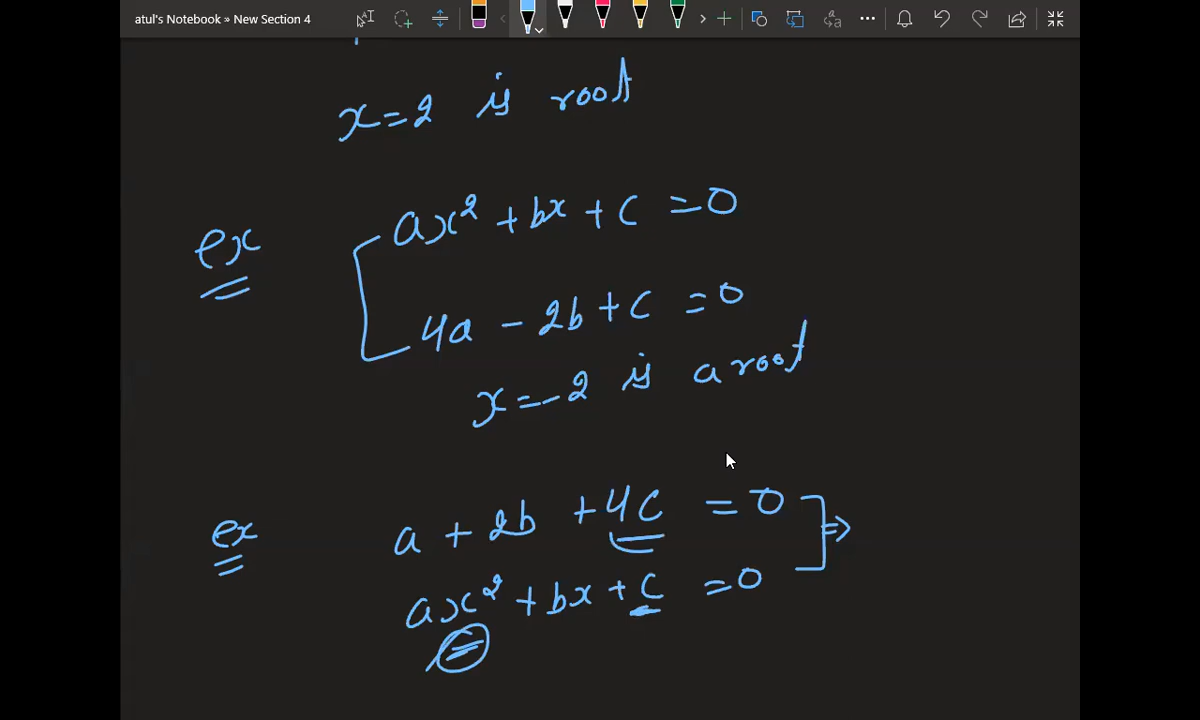 atul's Notebook » New Section 4
x=2 is root
ex ax² + bx + c = 0
4a - 2b + c = 0
x=-2 is a root
ex a + 2b + 4c = 0
ax² + bx + c = 0 ⇒